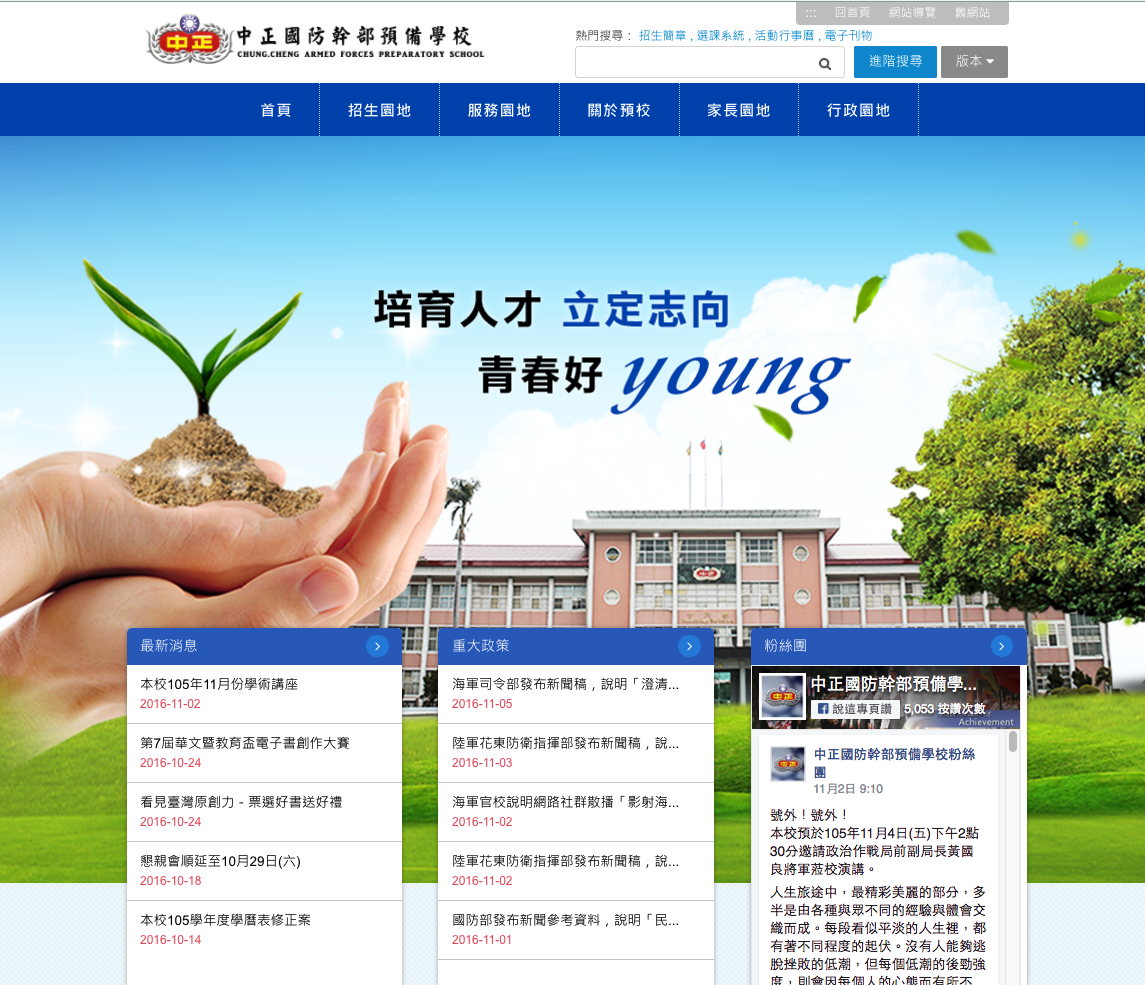 ::: 回首頁 網站導覽 舊網站
中正國防幹部預備學校
CHUNG.CHENG ARMED FORCES PREPARATORY SCHOOL
中正
熱門搜尋： 招生簡章 , 選課系統 , 活動行事曆 , 電子刊物
進階搜尋 版本
首頁 招生園地 服務園地 關於預校 家長園地 行政園地
培育人才 立定志向
青春好 young
中正
最新消息
本校105年11月份學術講座
2016-11-02
第7屆華文暨教育盃電子書創作大賽
2016-10-24
看見臺灣原創力 - 票選好書送好禮
2016-10-24
懇親會順延至10月29日(六)
2016-10-18
本校105學年度學曆表修正案
2016-10-14
重大政策
海軍司令部發布新聞稿，說明「澄清...
2016-11-05
陸軍花東防衛指揮部發布新聞稿，說...
2016-11-03
海軍官校說明網路社群散播「影射海...
2016-11-02
陸軍花東防衛指揮部發布新聞稿，說...
2016-11-02
國防部發布新聞參考資料，說明「民...
2016-11-01
粉絲團
中正國防幹部預備學...
說這專頁讚 5,053 按讚次數
Achievement
中正國防幹部預備學校粉絲
團
11月2日 9:10
號外！號外！
本校預於105年11月4日(五)下午2點
30分邀請政治作戰局前副局長黃國
良將軍蒞校演講。
人生旅途中，最精彩美麗的部分，多
半是由各種與眾不同的經驗與體會交
織而成。每段看似平淡的人生裡，都
有著不同程度的起伏。沒有人能夠逃
脫挫敗的低潮，但每個低潮的後勁強
度，則會因每個人的心態而有所不